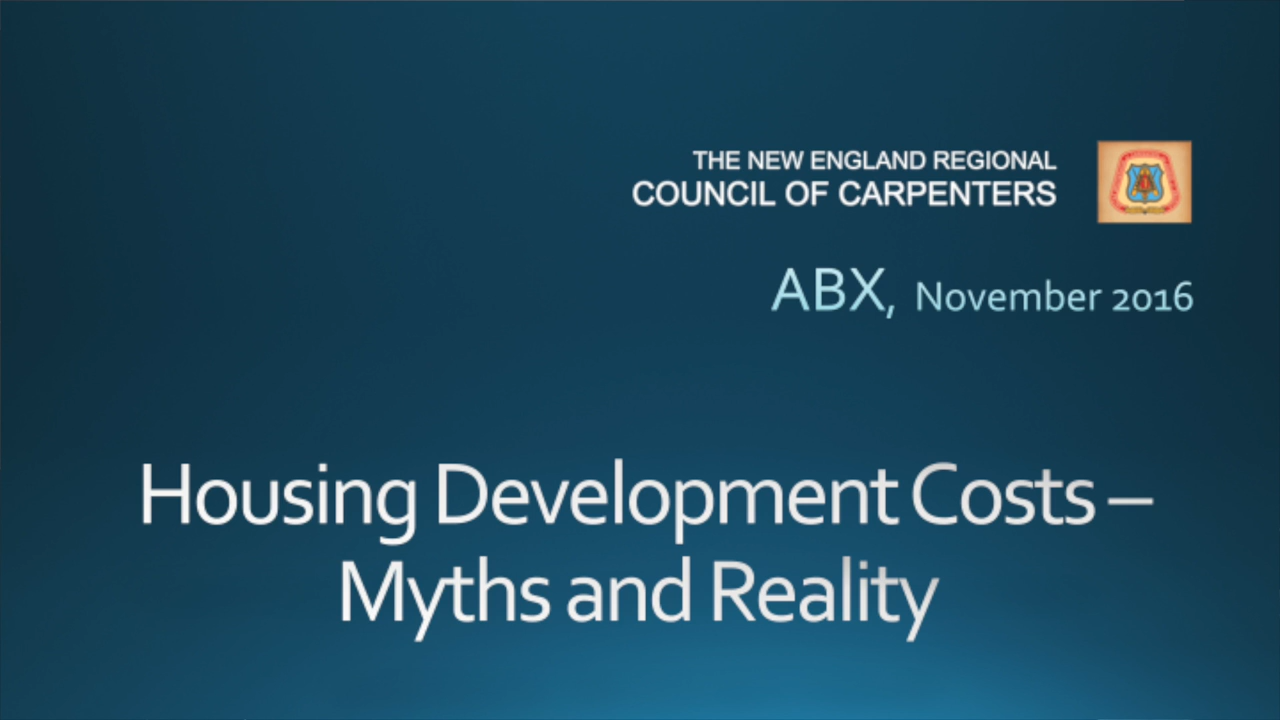 THE NEW ENGLAND REGIONAL
COUNCIL OF CARPENTERS
ABX, November 2016
Housing Development Costs –
Myths and Reality